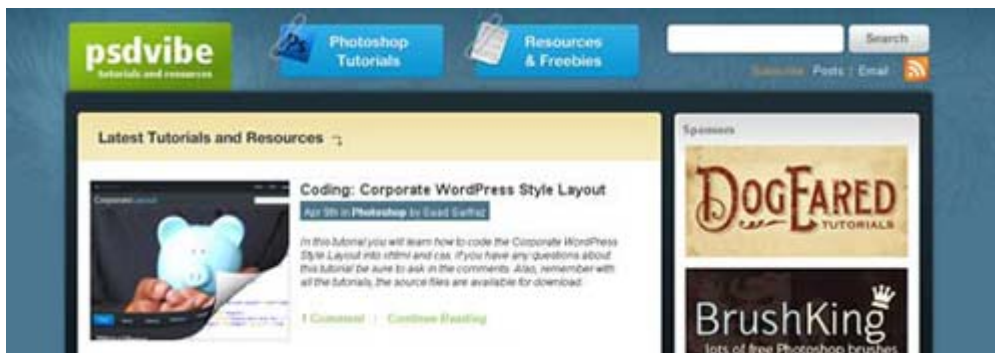 psdvibe
tutorials and resources
Photoshop
Tutorials
Resources
& Freebies
Search
Subscribe Posts | Email
Latest Tutorials and Resources
Sponsors
Coding: Corporate WordPress Style Layout
Apr 9th in Photoshop by
In this tutorial you will learn how to code the Corporate WordPress
Style Layout into xhtml and css. If you have any questions about
this tutorial be sure to ask in the comments. Also, remember with
all the tutorials, the source files are available for download.
1 Comment | Continue Reading
DOGEARED
TUTORIALS
BrushKing
lots of free Photoshop brushes